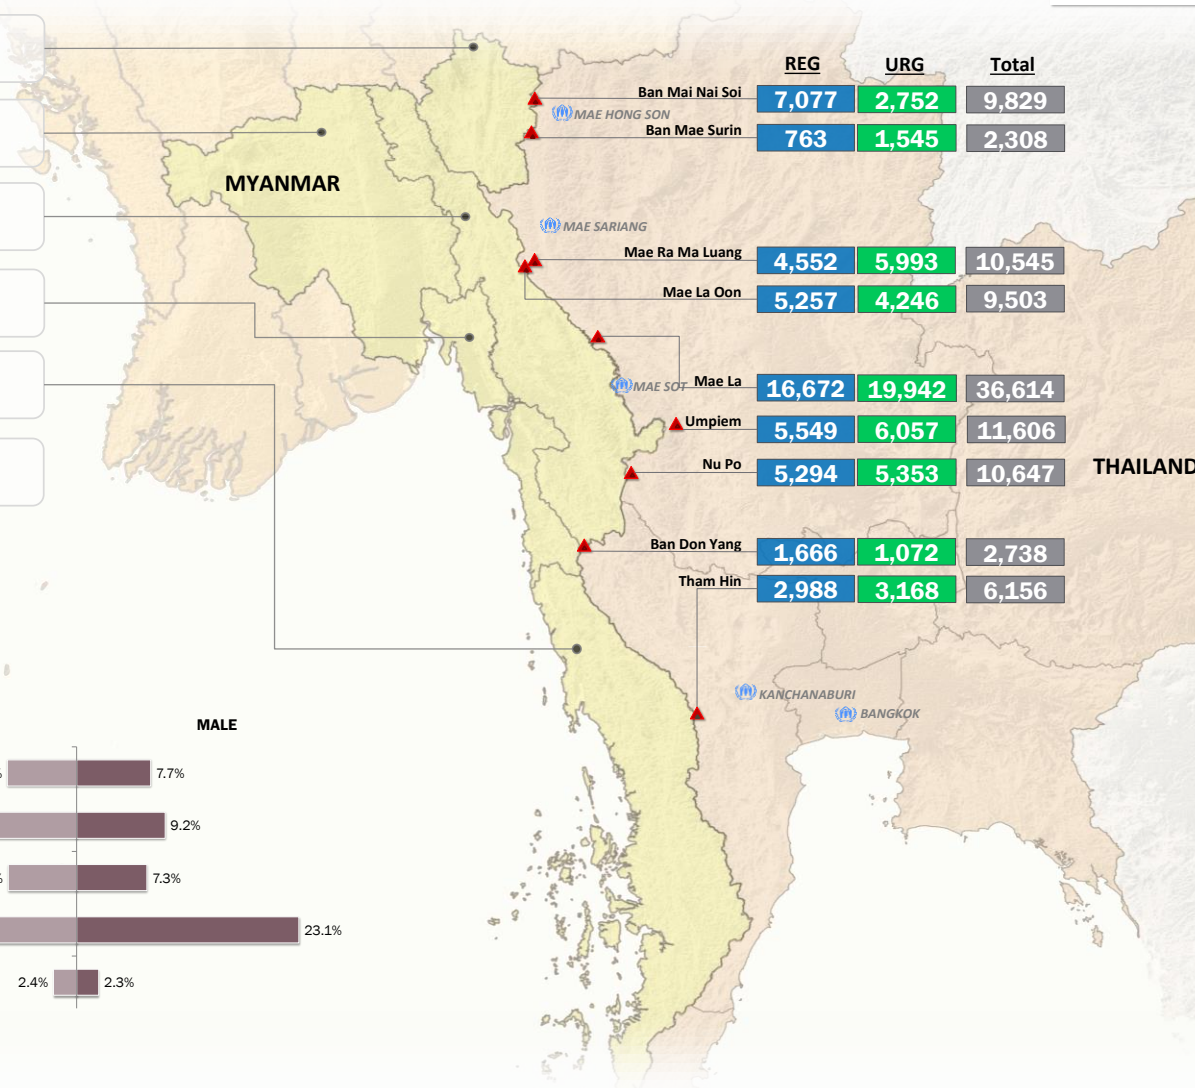 REG URG Total
Ban Mai Nai Soi 7,077 2,752 9,829
MAE HONG SON
Ban Mae Surin 763 1,545 2,308
MYANMAR
MAE SARIANG
Mae Ra Ma Luang 4,552 5,993 10,545
Mae La Oon 5,257 4,246 9,503
MAE SOT
Mae La 16,672 19,942 36,614
Umpiem 5,549 6,057 11,606
Nu Po 5,294 5,353 10,647
THAILAND
Ban Don Yang 1,666 1,072 2,738
Tham Hin 2,988 3,168 6,156
KANCHANABURI
BANGKOK
MALE
7.7%
9.2%
7.3%
23.1%
2.4% 2.3%